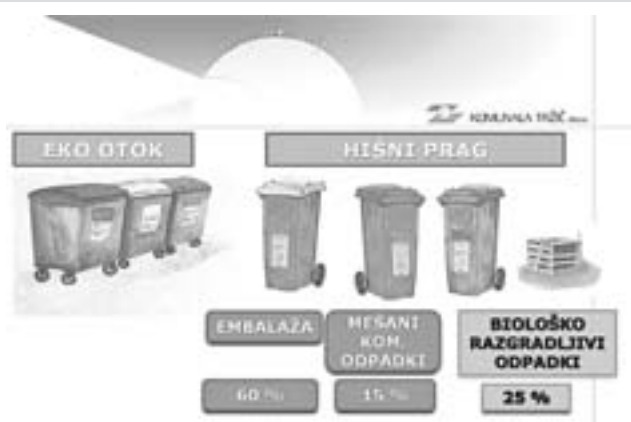 KOMUNALA TRŽIČ d.o.o.
EKO OTOK
HIŠNI PRAG
EMBALAŽA
MEŠANI
KOM.
ODPADKI
BIOLOŠKO
RAZGRADLJIVI
ODPADKI
60 %
15 %
25 %